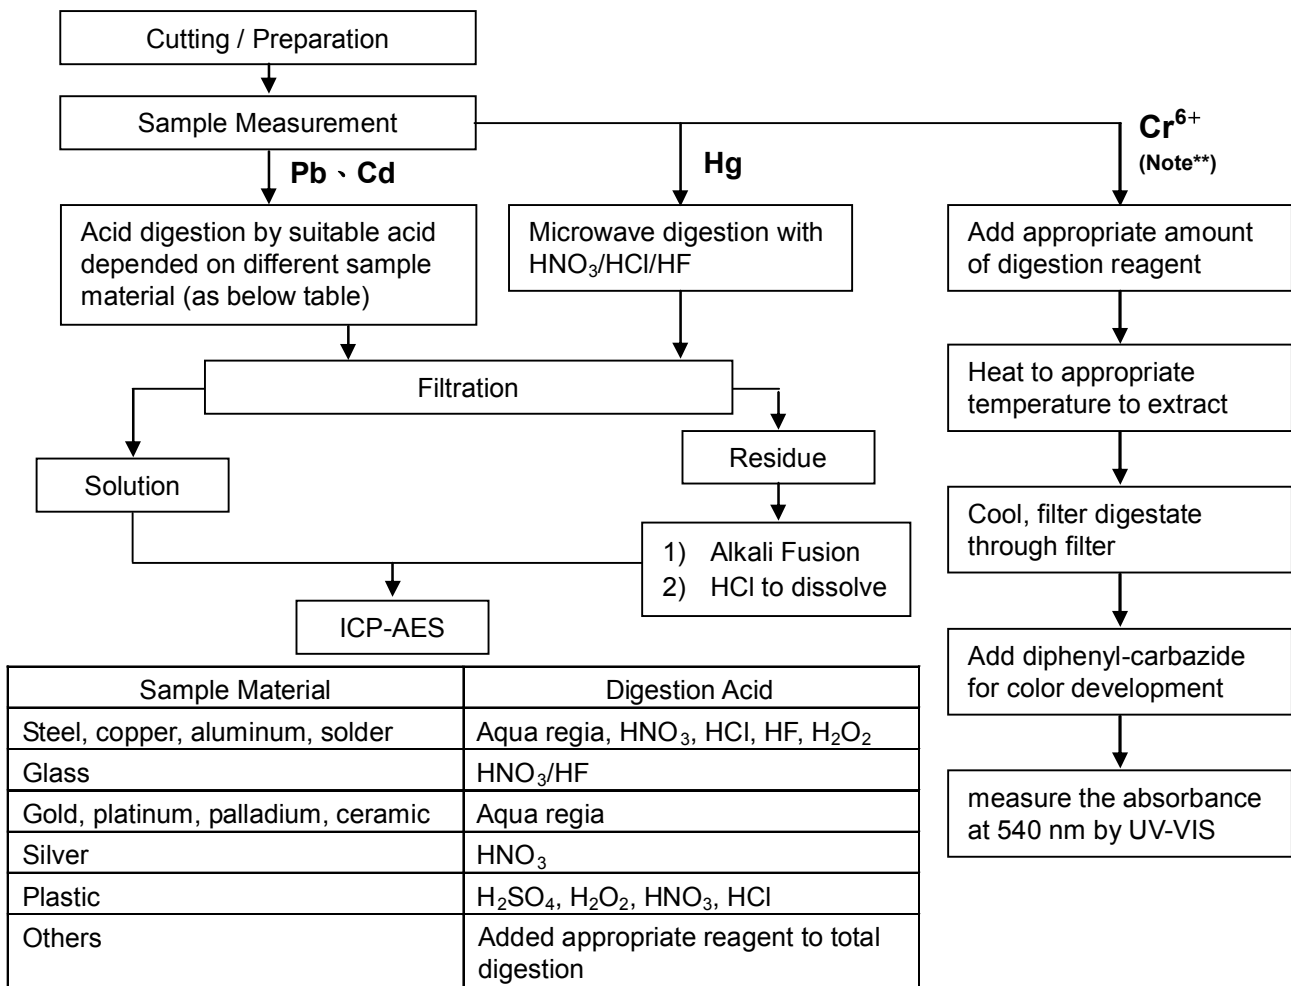 Cutting / Preparation
Sample Measurement
Pb、Cd
Hg
Cr⁶⁺
(Note**)
Acid digestion by suitable acid
depended on different sample
material (as below table)
Microwave digestion with
HNO₃/HCl/HF
Add appropriate amount
of digestion reagent
Filtration
Heat to appropriate
temperature to extract
Solution
Residue
1) Alkali Fusion
2) HCl to dissolve
Cool, filter digestate
through filter
ICP-AES
Add diphenyl-carbazide
for color development
measure the absorbance
at 540 nm by UV-VIS
Sample Material Digestion Acid
Steel, copper, aluminum, solder Aqua regia, HNO₃, HCl, HF, H₂O₂
Glass HNO₃/HF
Gold, platinum, palladium, ceramic Aqua regia
Silver HNO₃
Plastic H₂SO₄, H₂O₂, HNO₃, HCl
Others Added appropriate reagent to total
digestion